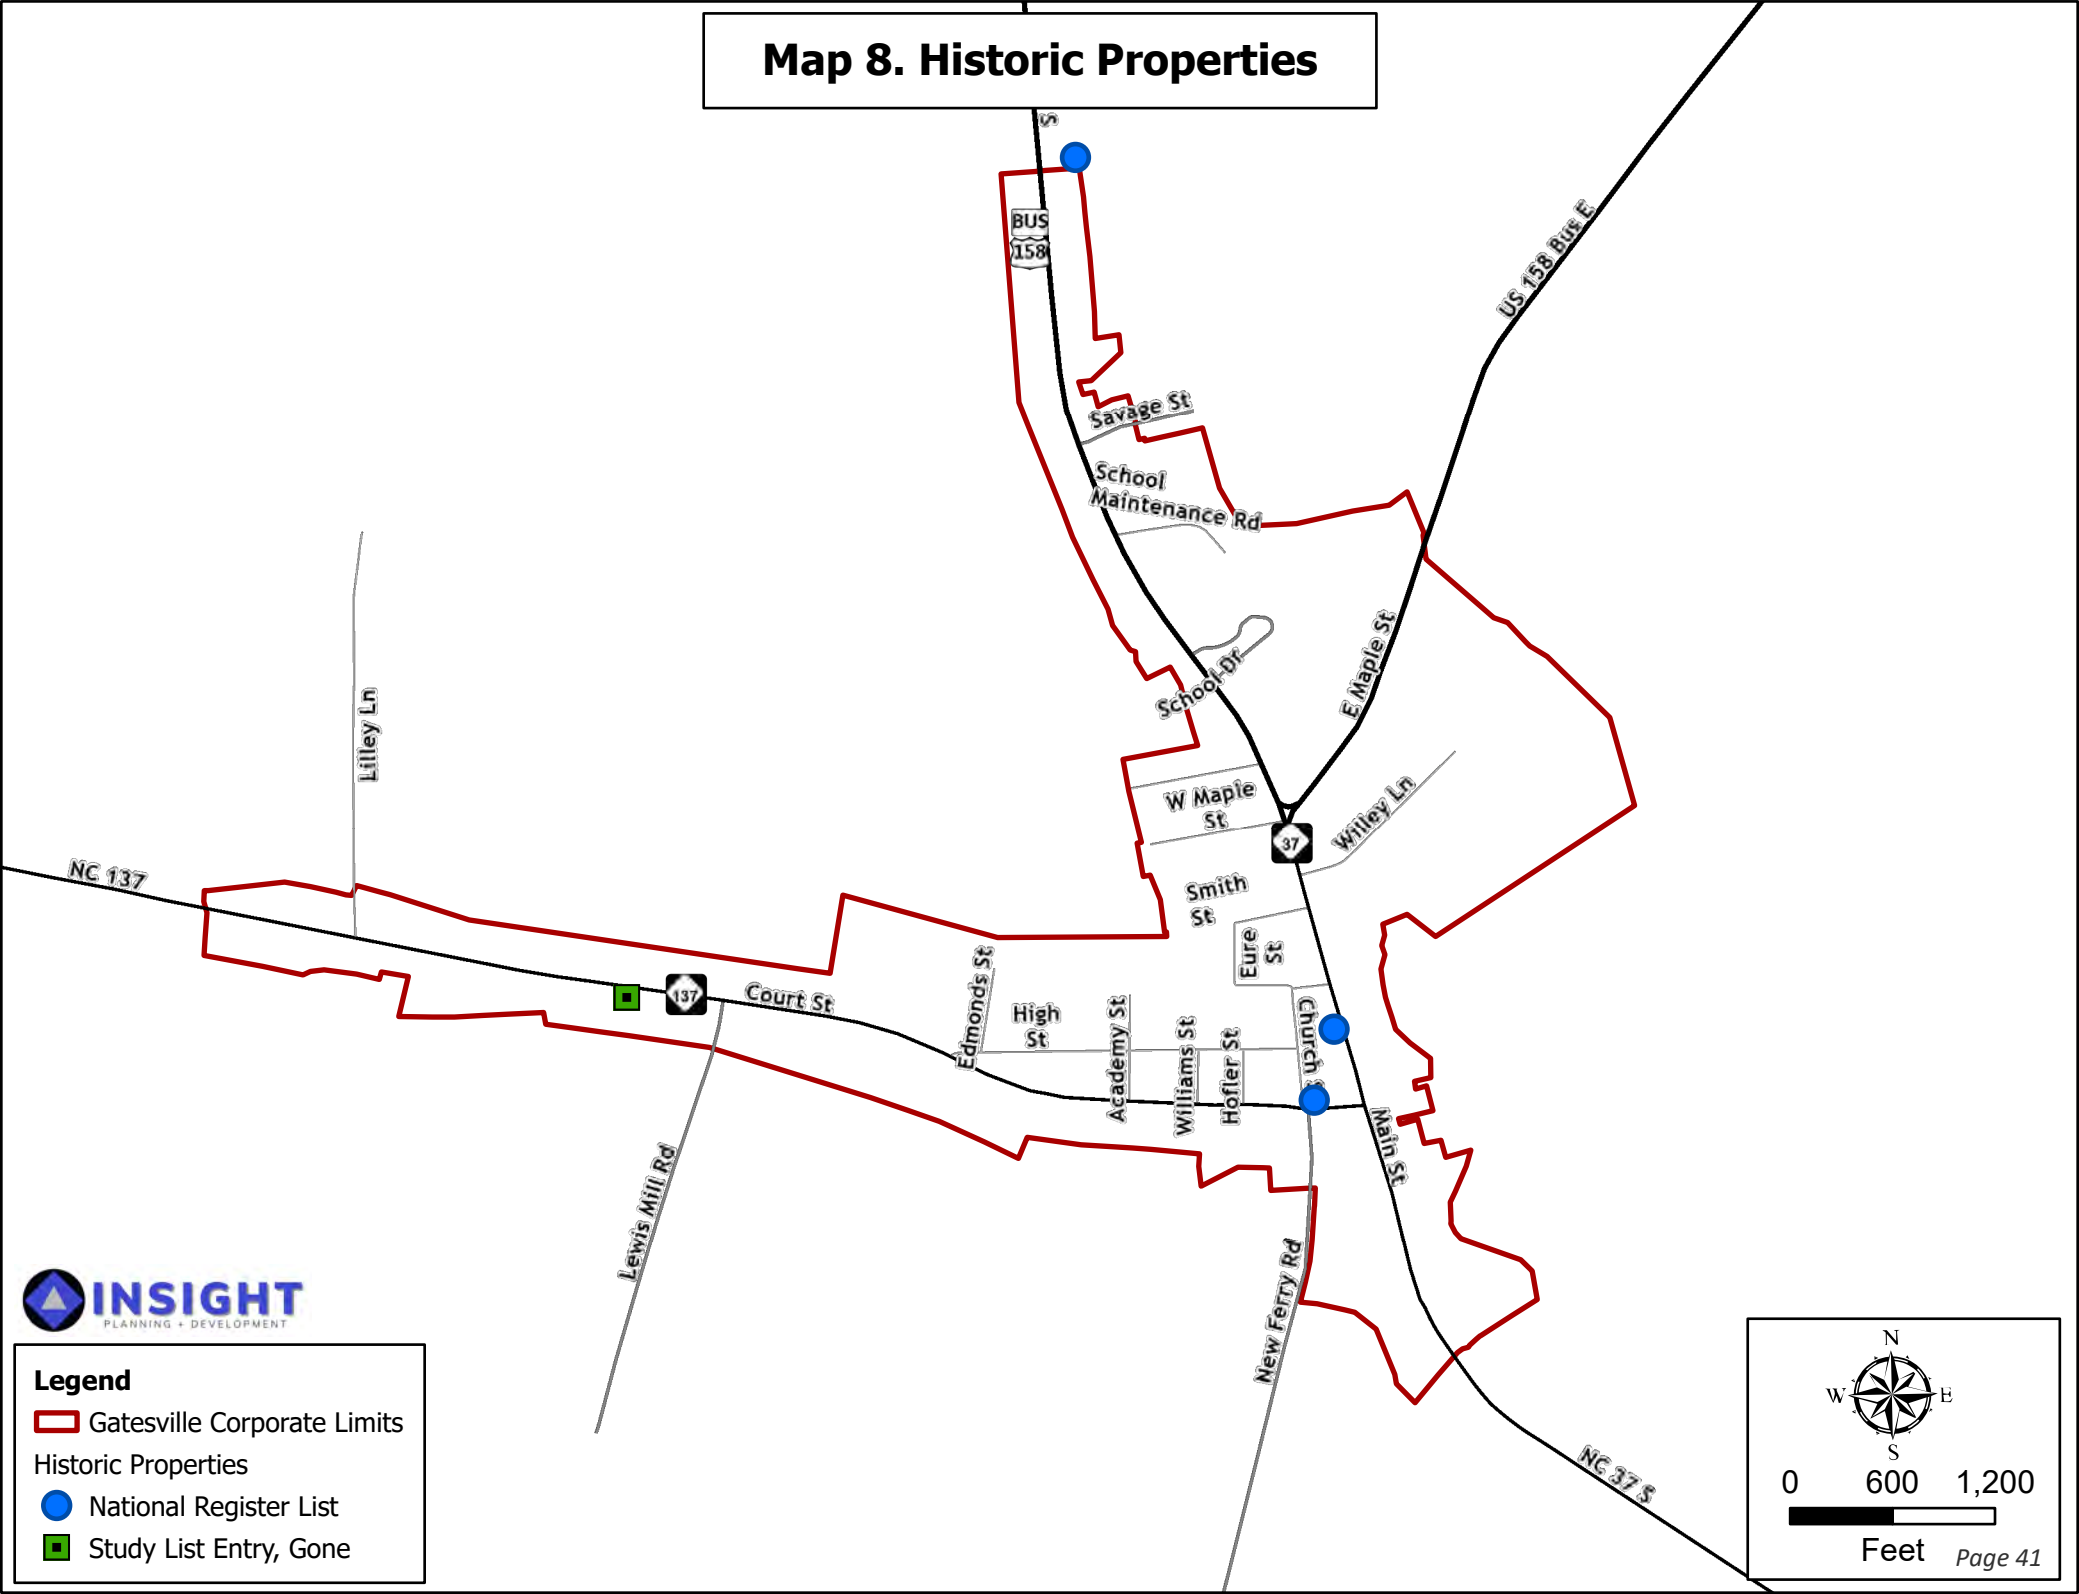 Map 8. Historic Properties
S
BUS
158
US 158 Bus E
Savage St
School
Maintenance Rd
School Dr
E Maple St
Lilley Ln
W Maple
St
37
Willey Ln
NC 137
Smith
St
Eure
St
137
Court St
Edmonds St
High
St
Academy St
Williams St
Hofler St
Church S
Main St
Lewis Mill Rd
New Ferry Rd
NC 37 S
INSIGHT
PLANNING + DEVELOPMENT
Legend
Gatesville Corporate Limits
Historic Properties
National Register List
Study List Entry, Gone
N
W E
S
0 600 1,200
Feet
Page 41